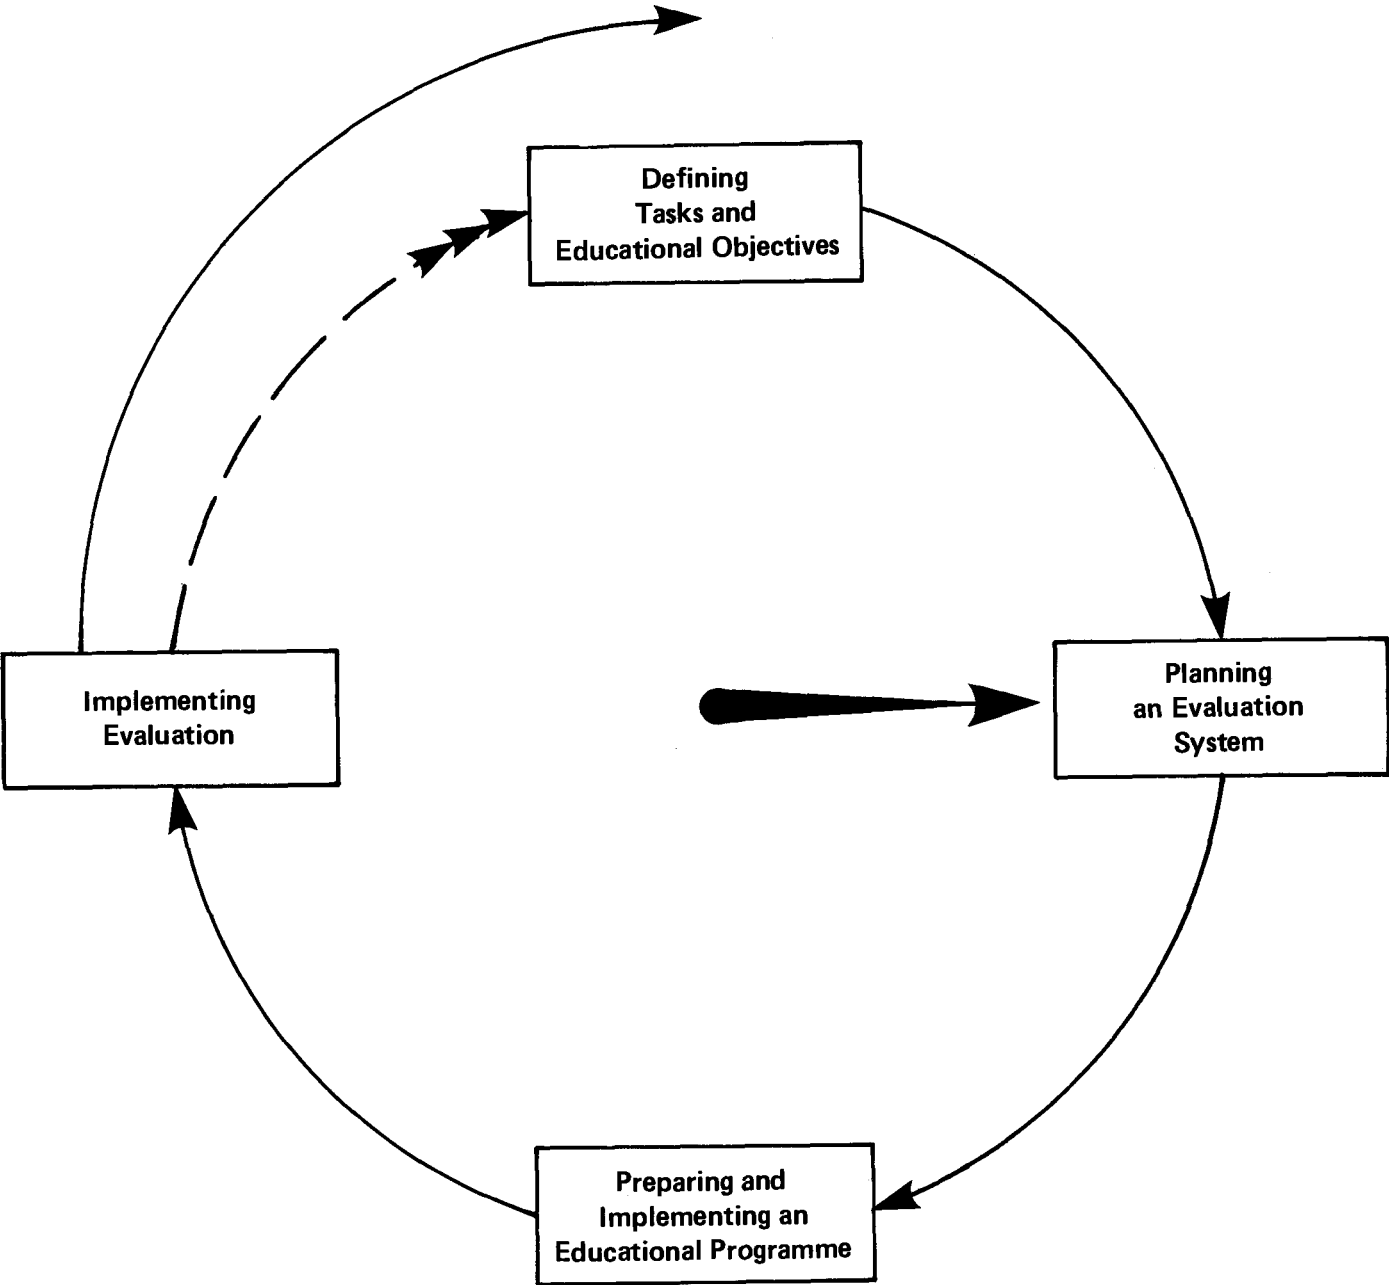 Defining
Tasks and
Educational Objectives
Implementing
Evaluation
Planning
an Evaluation
System
Preparing and
Implementing an
Educational Programme